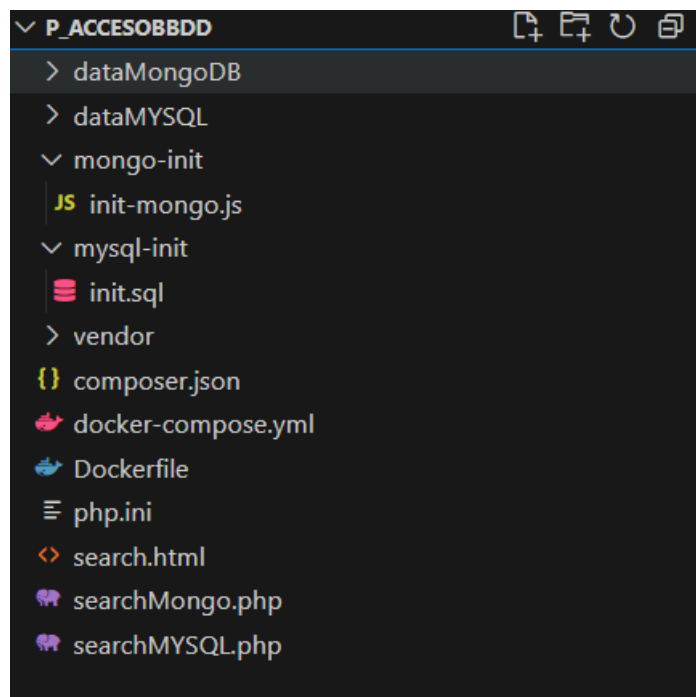 P_ACCESOBBDD
dataMongoDB
dataMYSQL
mongo-init
JS init-mongo.js
mysql-init
init.sql
vendor
{} composer.json
docker-compose.yml
Dockerfile
php.ini
<> search.html
searchMongo.php
searchMYSQL.php